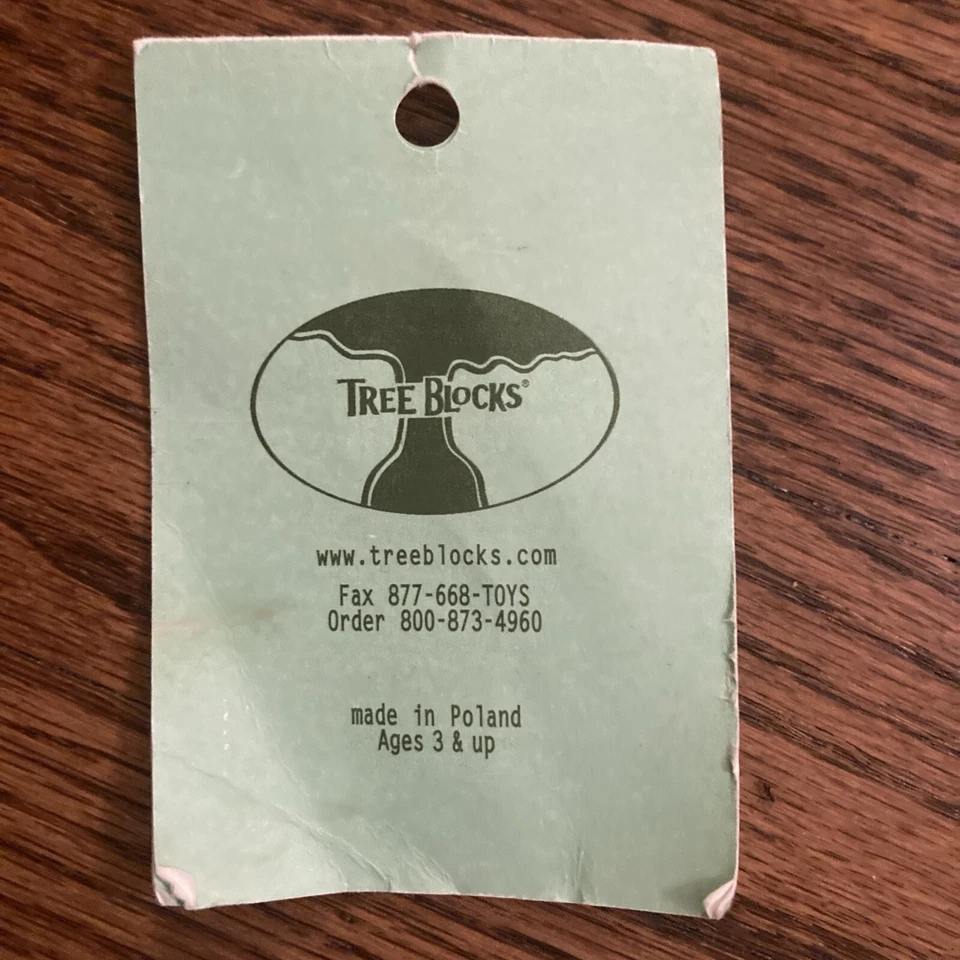 TREE BLOCKS®
www.treeblocks.com
Fax 877-668-TOYS
Order 800-873-4960
made in Poland
Ages 3 & up